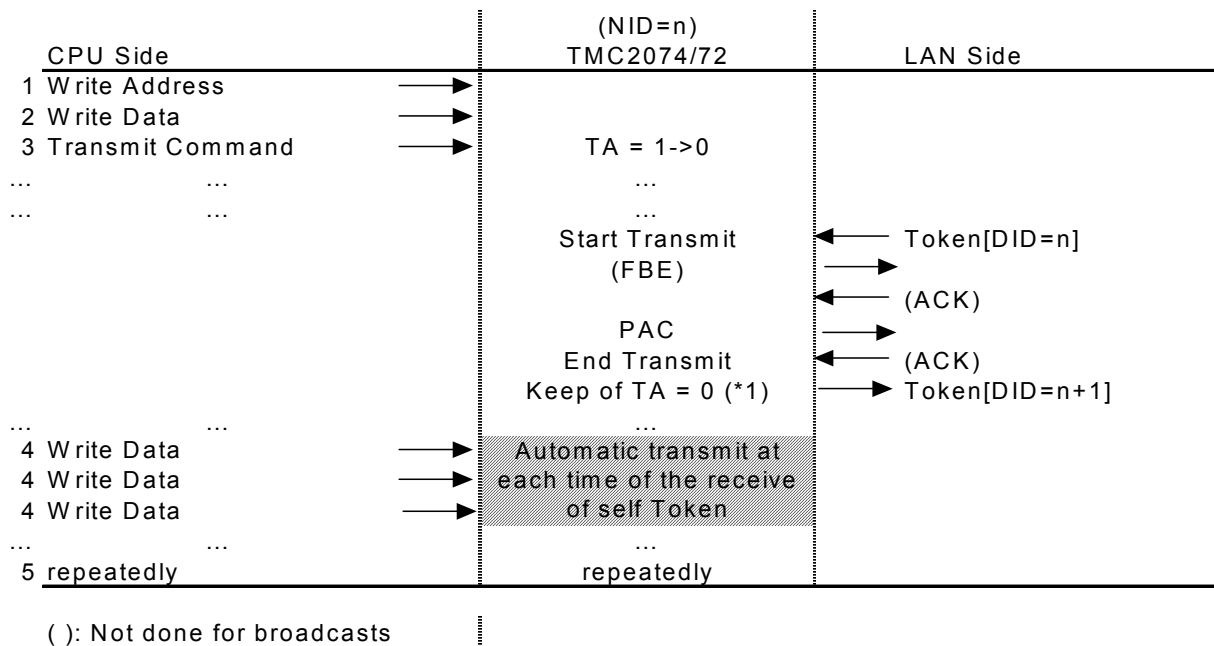 (NID=n)
CPU Side TMC2074/72 LAN Side
1 Write Address
2 Write Data
3 Transmit Command TA = 1->0
... ... ...
... ... ...
Start Transmit Token[DID=n]
(FBE)
(ACK)
PAC
End Transmit (ACK)
Keep of TA = 0 (*1) Token[DID=n+1]
... ... ...
4 Write Data Automatic transmit at
4 Write Data each time of the receive
4 Write Data of self Token
... ... ...
5 repeatedly repeatedly
( ): Not done for broadcasts